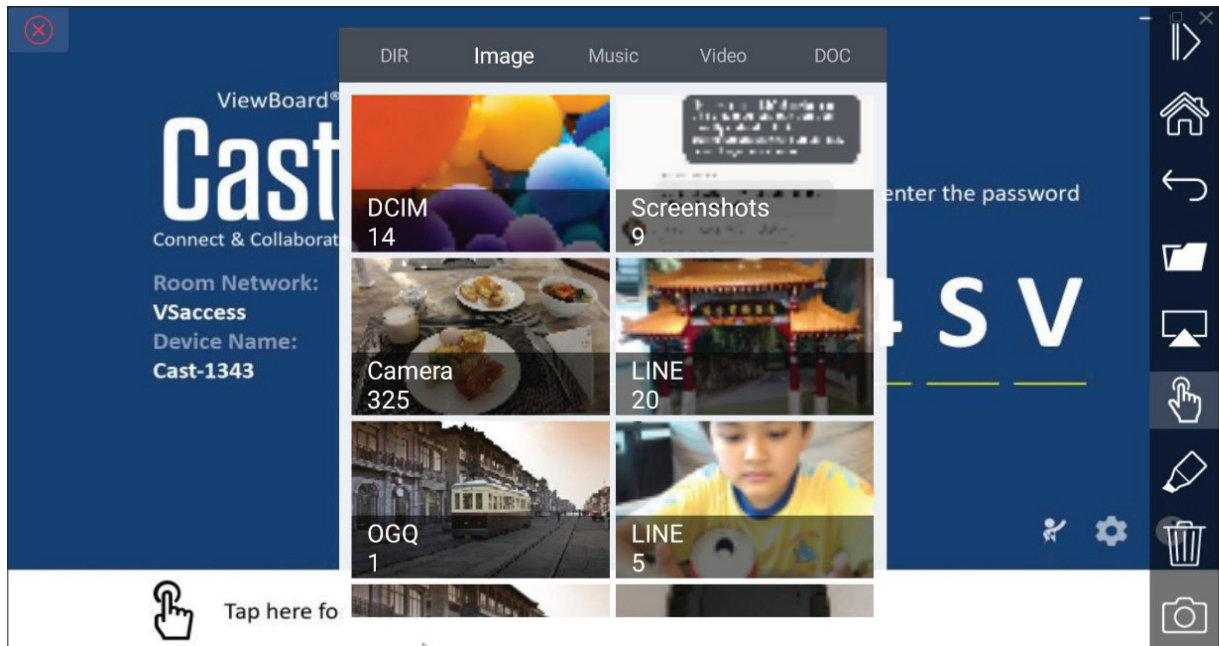 DIR Image Music Video DOC
ViewBoard®
Cast
Connect & Collaborat
enter the password
Room Network:
VSaccess
Device Name:
Cast-1343
S V
DCIM
14
Screenshots
9
Camera
325
LINE
20
OGQ
1
LINE
5
Tap here fo